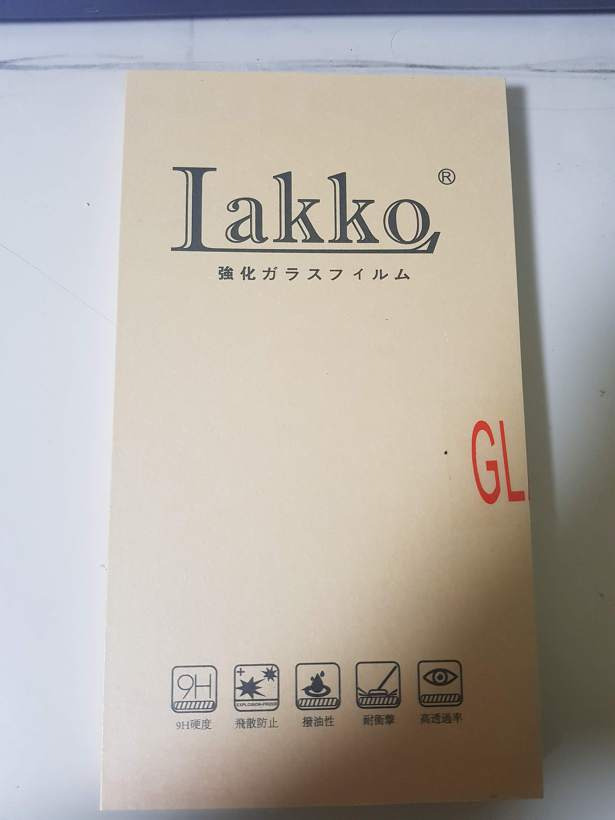 Lakko®
強化ガラスフィルム
GL
9H
EXPLOSION-PROOF
9H硬度 飛散防止 撥油性 耐衝撃 高透過率